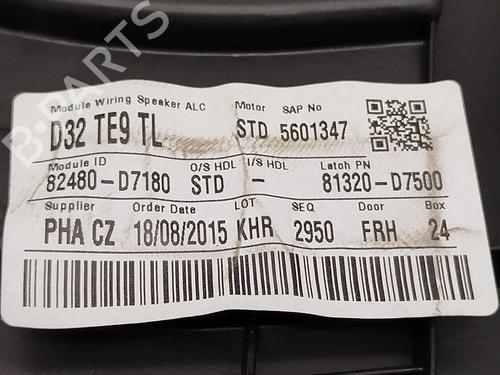 B-PARTS
Module Wiring Speaker ALC Motor SAP No
D32 TE9 TL STD 5601347
Module ID O/S HDL I/S HDL Latch PN
82480-D7180 STD - 81320-D7500
Supplier Order Date LOT SEQ Door Box
PHA CZ 18/08/2015 KHR 2950 FRH 24